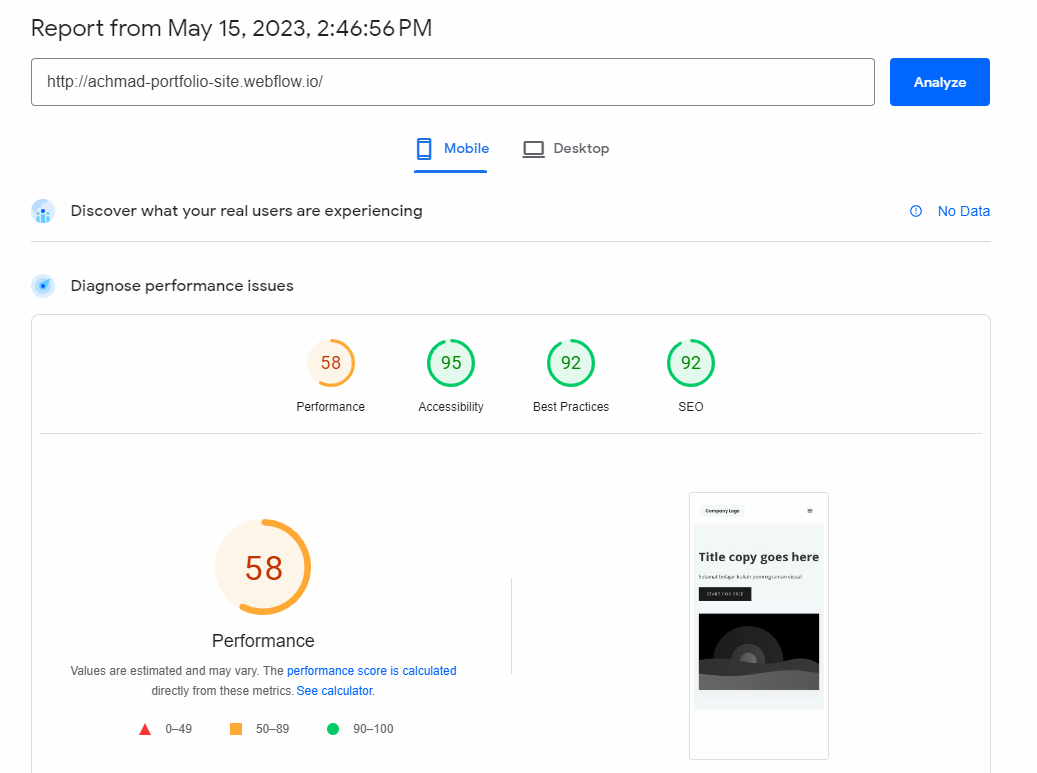 Report from May 15, 2023, 2:46:56 PM
http://achmad-portfolio-site.webflow.io/
Analyze
Mobile
Desktop
Discover what your real users are experiencing
No Data
Diagnose performance issues
58
95
92
92
Performance
Accessibility
Best Practices
SEO
58
Performance
Values are estimated and may vary. The performance score is calculated
directly from these metrics. See calculator.
0–49
50–89
90–100
Company Logo
Title copy goes here
Selamat belajar kuliah pemrograman visual
START FOR FREE